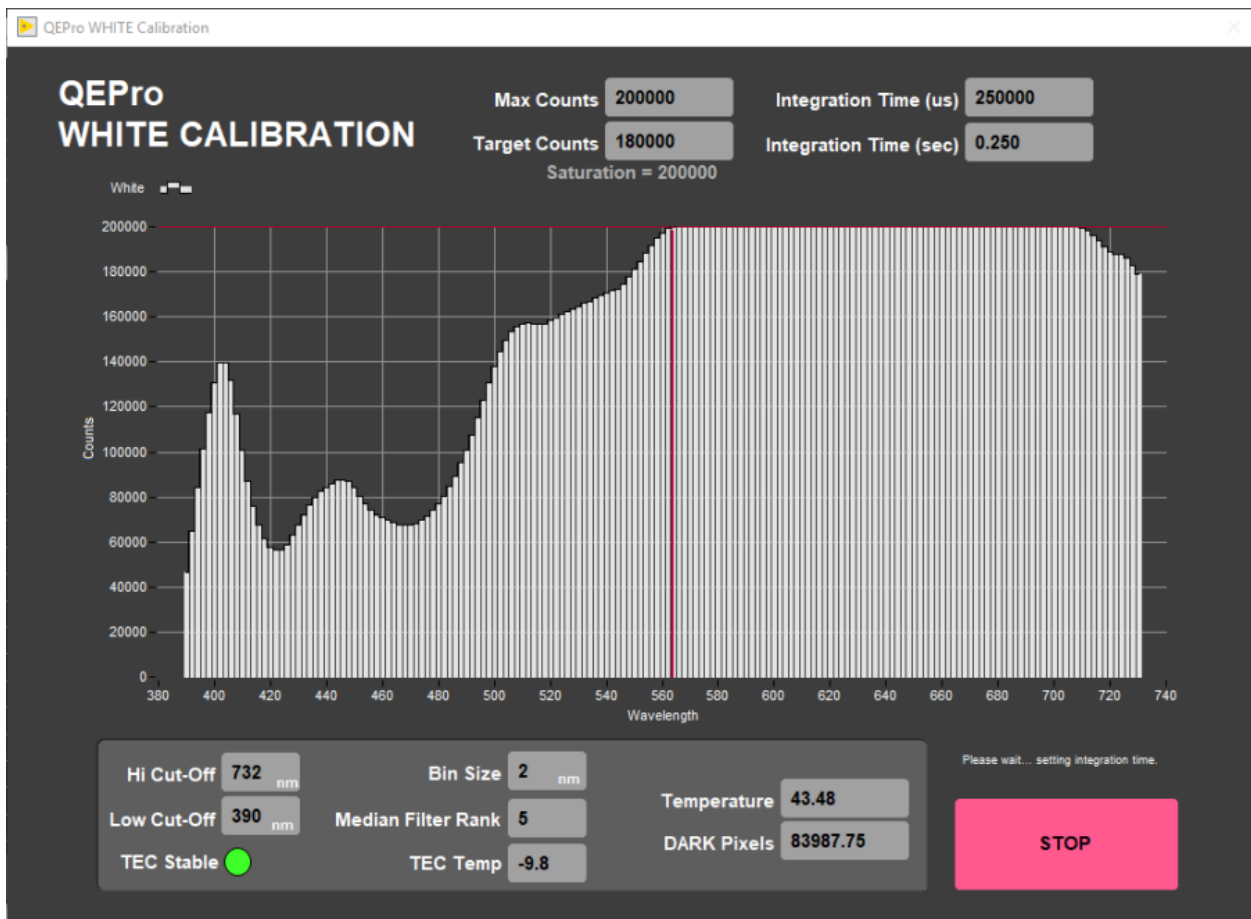 QEPro WHITE Calibration
QEPro
WHITE CALIBRATION
Max Counts 200000
Integration Time (us) 250000
Target Counts 180000
Integration Time (sec) 0.250
Saturation = 200000
White
200000
180000
160000
140000
120000
100000
80000
60000
40000
20000
0
Counts
380 400 420 440 460 480 500 520 540 560 580 600 620 640 660 680 700 720 740
Wavelength
Hi Cut-Off 732 nm
Bin Size 2 nm
Low Cut-Off 390 nm
Median Filter Rank 5
TEC Stable
TEC Temp -9.8
Temperature 43.48
DARK Pixels 83987.75
Please wait... setting integration time.
STOP